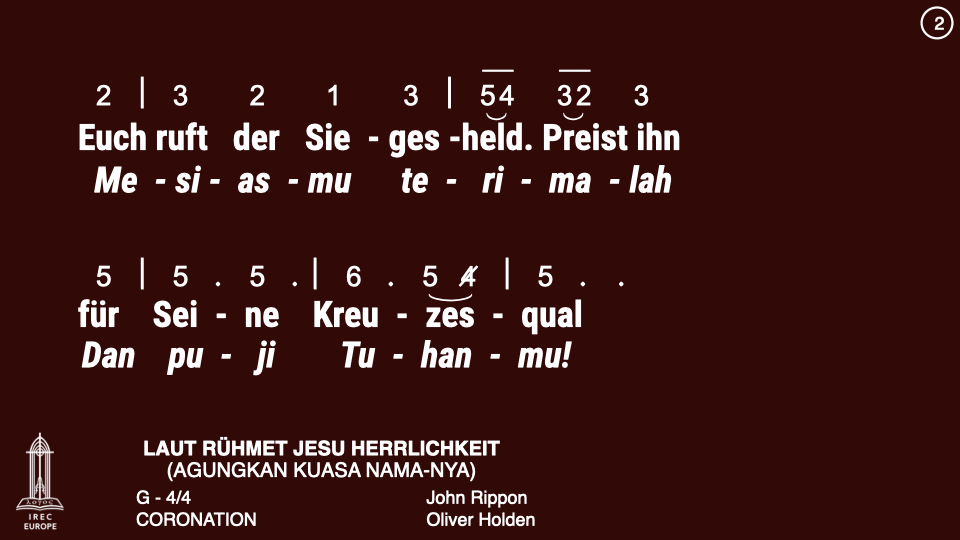 2
2 | 3 2 1 3 | 54 32 3
Euch ruft der Sie - ges -held. Preist ihn
Me - si - as - mu te - ri - ma - lah
5 | 5 . 5 . | 6 . 5 4̸ | 5 . .
für Sei - ne Kreu - zes - qual
Dan pu - ji Tu - han - mu!
LAUT RÜHMET JESU HERRLICHKEIT
(AGUNGKAN KUASA NAMA-NYA)
G - 4/4 John Rippon
CORONATION Oliver Holden
ΛΟΓΟΣ
IREC
EUROPE